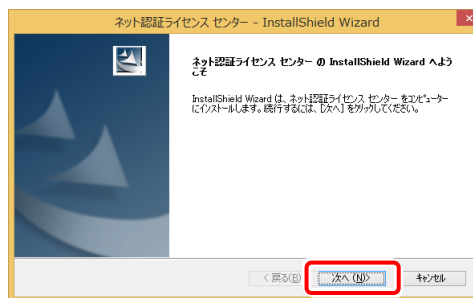 ネット認証ライセンス センター - InstallShield Wizard
ネット認証ライセンス センター の InstallShield Wizard へよう
こそ
InstallShield Wizard は、ネット認証ライセンス センター をコンピューター
にインストールします。続行するには、[次へ] をクリックしてください。
< 戻る(B)
次へ (N)>
キャンセル